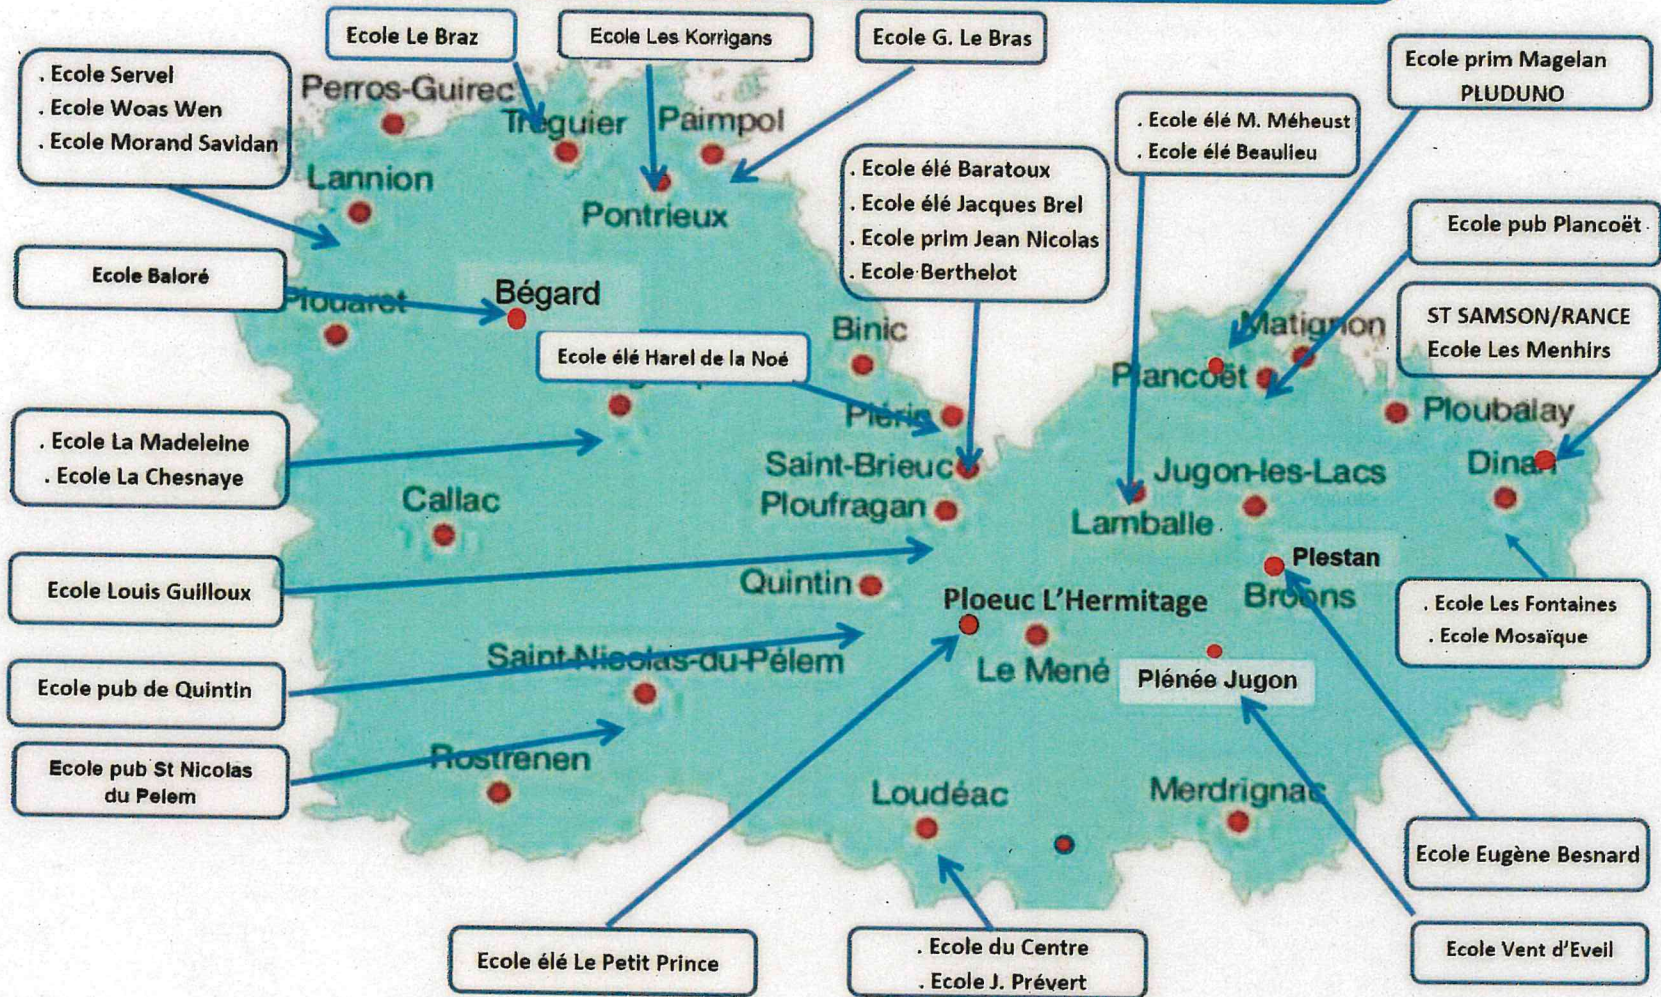 Ecole Le Braz
Ecole Les Korrigans
Ecole G. Le Bras
. Ecole Servel
. Ecole Woas Wen
. Ecole Morand Savidan
Ecole prim Magelan
PLUDUNO
. Ecole élé M. Méheust
. Ecole élé Beaulieu
Perros-Guirec
Tréguier
Paimpol
Lannion
Pontrieux
. Ecole élé Baratoux
. Ecole élé Jacques Brel
. Ecole prim Jean Nicolas
. Ecole Berthelot
Ecole pub Plancoët
Ecole Baloré
Plouaret
Bégard
Binic
Matignon
ST SAMSON/RANCE
Ecole Les Menhirs
Ecole élé Harel de la Noé
Plancoët
Plérin
Ploubalay
. Ecole La Madeleine
. Ecole La Chesnaye
Saint-Brieuc
Jugon-les-Lacs
Dinan
Callac
Ploufragan
Lamballe
Ecole Louis Guilloux
Quintin
Plestan
Ploeuc L'Hermitage
Broons
. Ecole Les Fontaines
. Ecole Mosaïque
Saint-Nicolas-du-Pélem
Le Mené
Plénée Jugon
Ecole pub de Quintin
Ecole pub St Nicolas
du Pelem
Rostrenen
Loudéac
Merdrignac
Ecole Eugène Besnard
Ecole élé Le Petit Prince
. Ecole du Centre
. Ecole J. Prévert
Ecole Vent d'Eveil